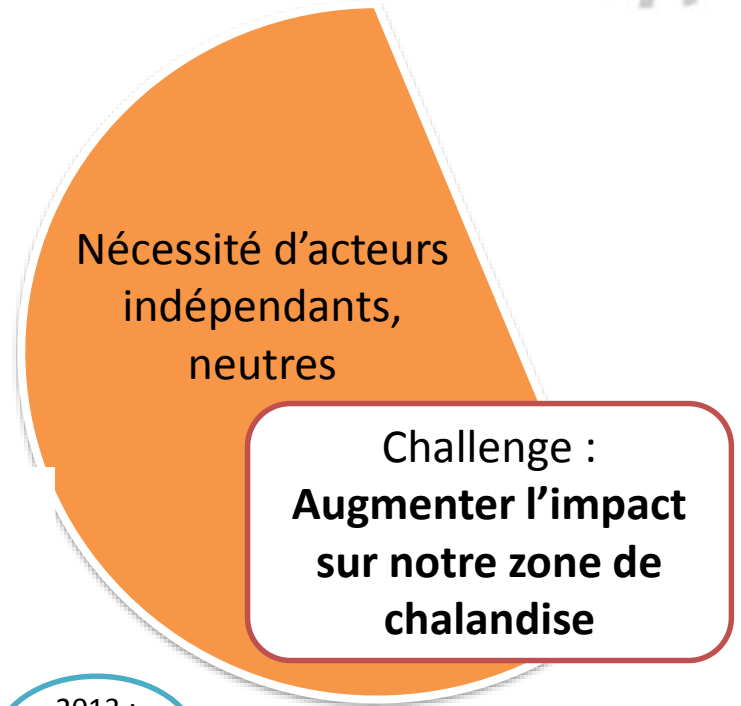 Nécessité d’acteurs
indépendants,
neutres
Challenge :
Augmenter l’impact
sur notre zone de
chalandise